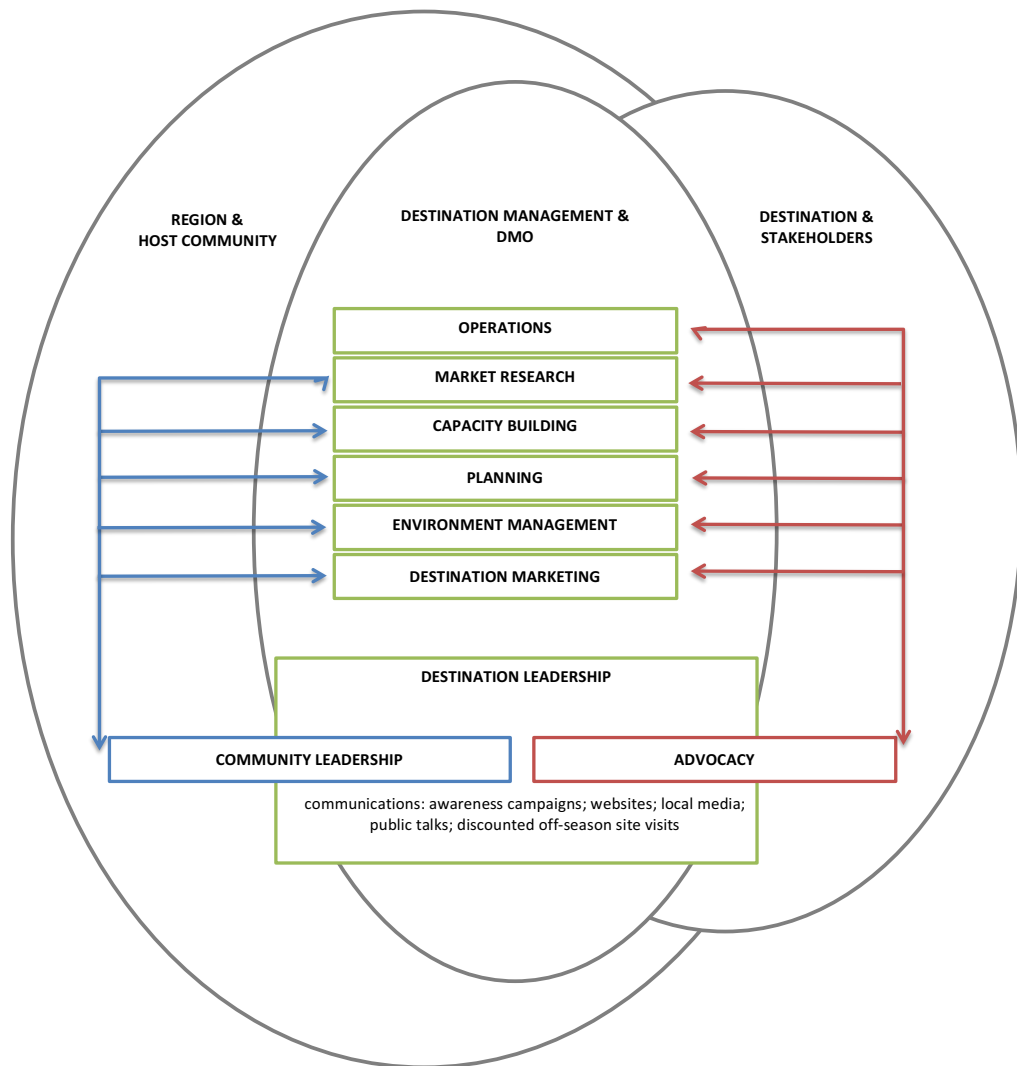 REGION &
HOST COMMUNITY
DESTINATION MANAGEMENT &
DMO
DESTINATION &
STAKEHOLDERS
OPERATIONS
MARKET RESEARCH
CAPACITY BUILDING
PLANNING
ENVIRONMENT MANAGEMENT
DESTINATION MARKETING
DESTINATION LEADERSHIP
COMMUNITY LEADERSHIP
ADVOCACY
communications: awareness campaigns; websites; local media;
public talks; discounted off-season site visits